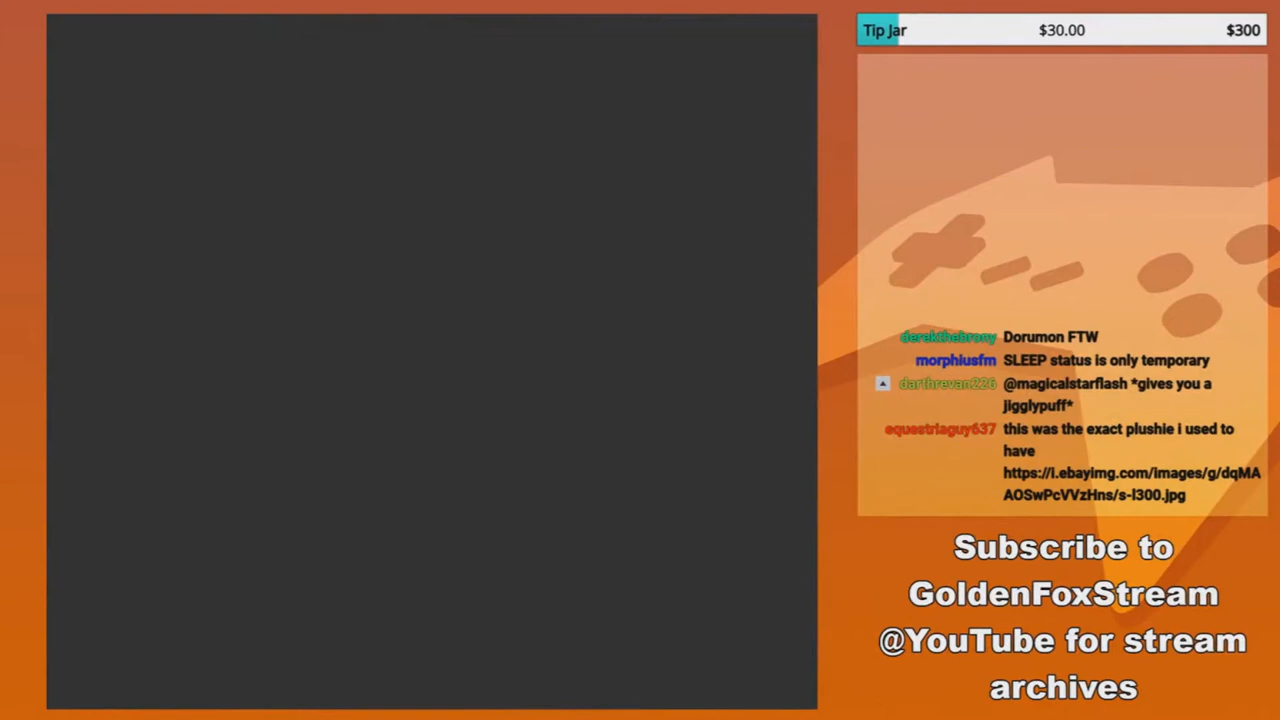 Tip Jar $30.00 $300
derekthebrony Dorumon FTW
morphiusfm SLEEP status is only temporary
darthrevan226 @magicalstarflash *gives you a
jigglypuff*
equestriaguy637 this was the exact plushie i used to
have
https://i.ebayimg.com/images/g/dqMA
AOSwPcVVzHns/s-l300.jpg
Subscribe to
GoldenFoxStream
@YouTube for stream
archives